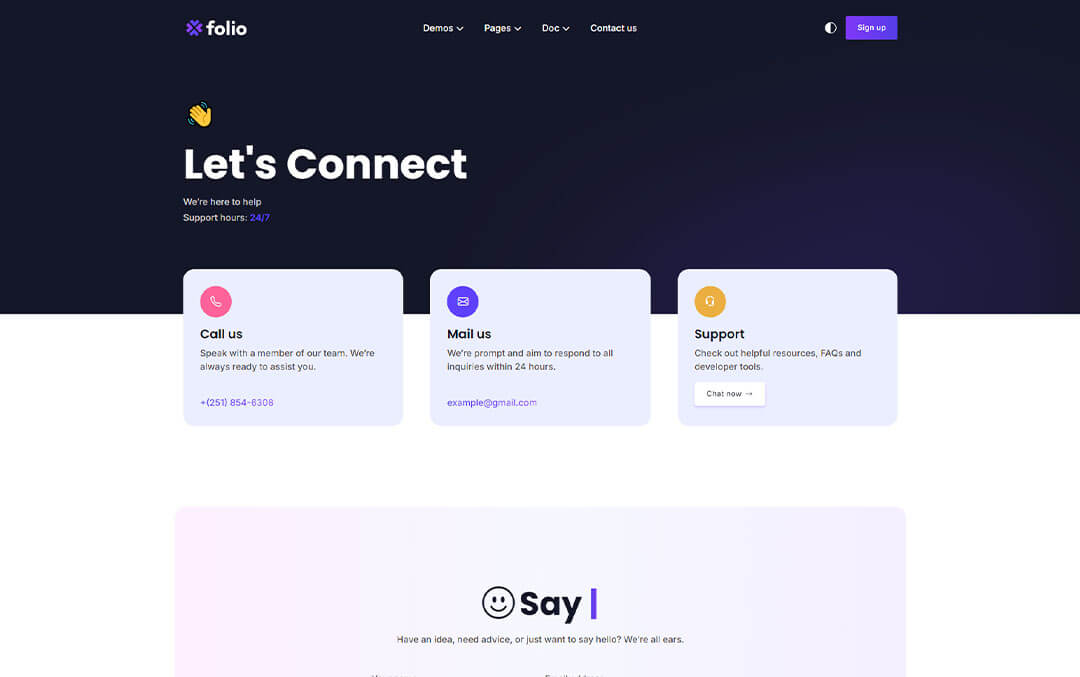 folio
Demos Pages Doc Contact us
Sign up
Let's Connect
We're here to help
Support hours: 24/7
Call us
Speak with a member of our team. We're
always ready to assist you.
+(251) 854-6308
Mail us
We're prompt and aim to respond to all
inquiries within 24 hours.
example@gmail.com
Support
Check out helpful resources, FAQs and
developer tools.
Chat now →
Say
Have an idea, need advice, or just want to say hello? We're all ears.